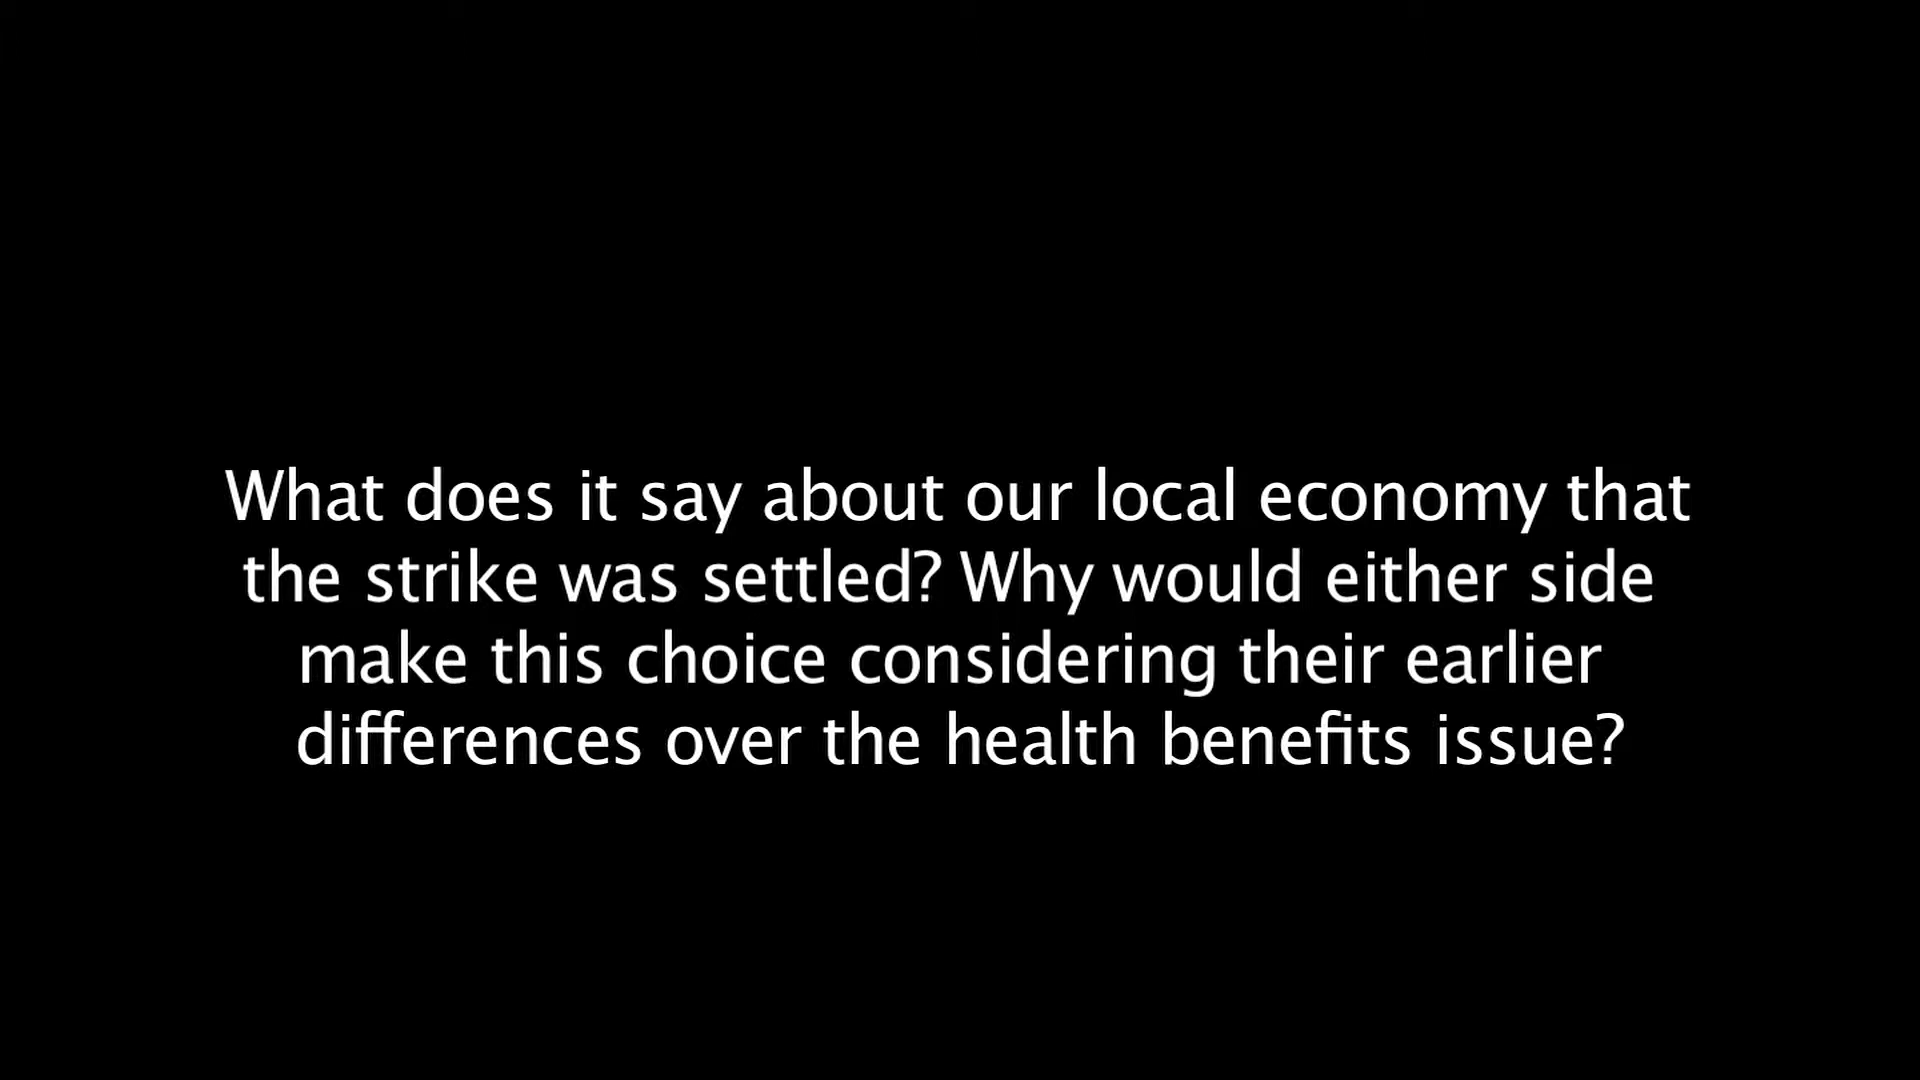 What does it say about our local economy that
the strike was settled? Why would either side
make this choice considering their earlier
differences over the health benefits issue?